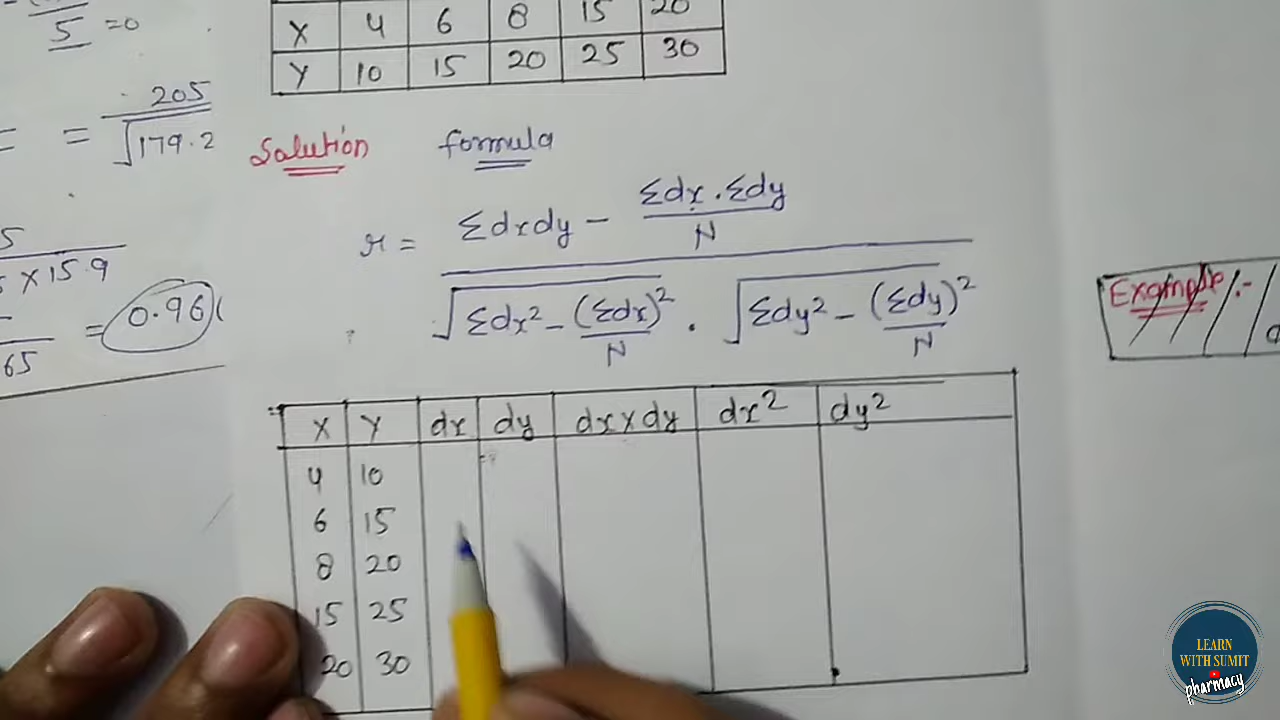 5 =0
X 4 6 8 15 20
Y 10 15 20 25 30
= = 205
√179.2
Solution formula
r = Σdxdy - Σdx.Σdy
N
√Σdx² - (Σdx)² . √Σdy² - (Σdy)²
N N
5
× 15.9
= 0.96
65
Example:-
X Y dx dy dx×dy dx² dy²
4 10
6 15
8 20
15 25
20 30
LEARN
WITH SUMIT
pharmacy